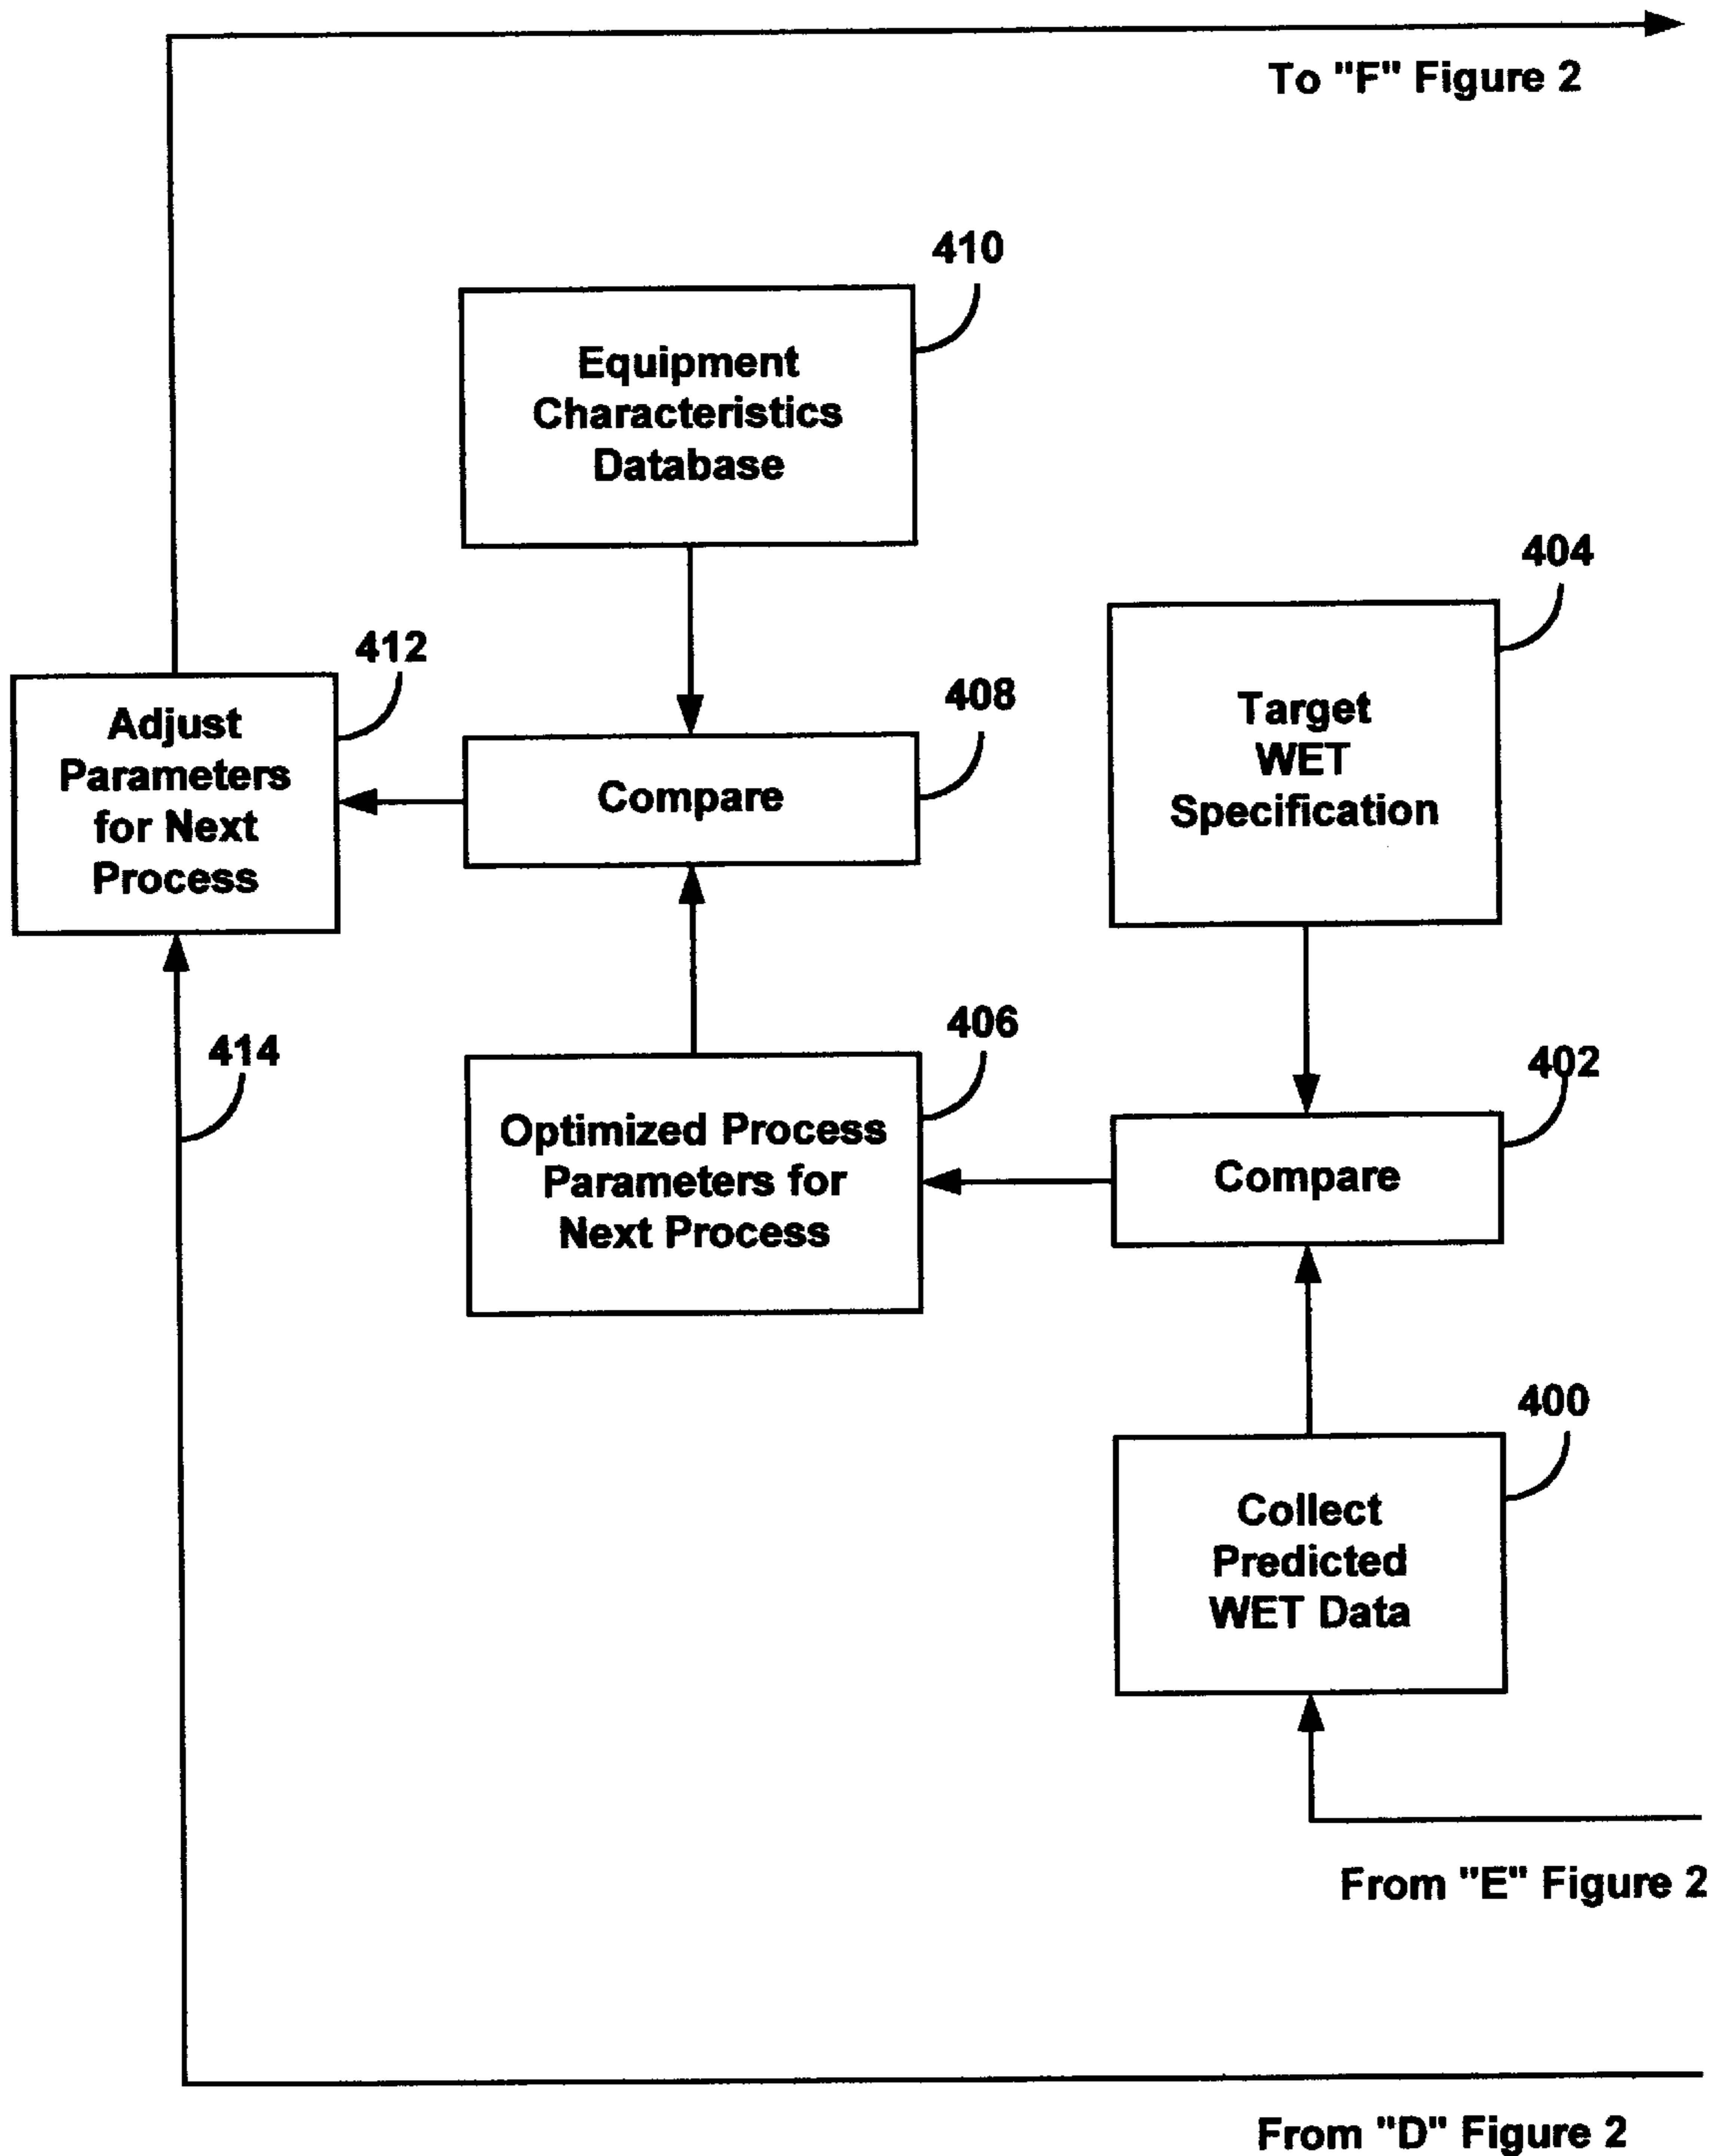 To "F" Figure 2
410
Equipment
Characteristics
Database
404
412
408
Adjust
Parameters
for Next
Process
Compare
Target
WET
Specification
406
414
402
Optimized Process
Parameters for
Next Process
Compare
400
Collect
Predicted
WET Data
From "E" Figure 2
From "D" Figure 2